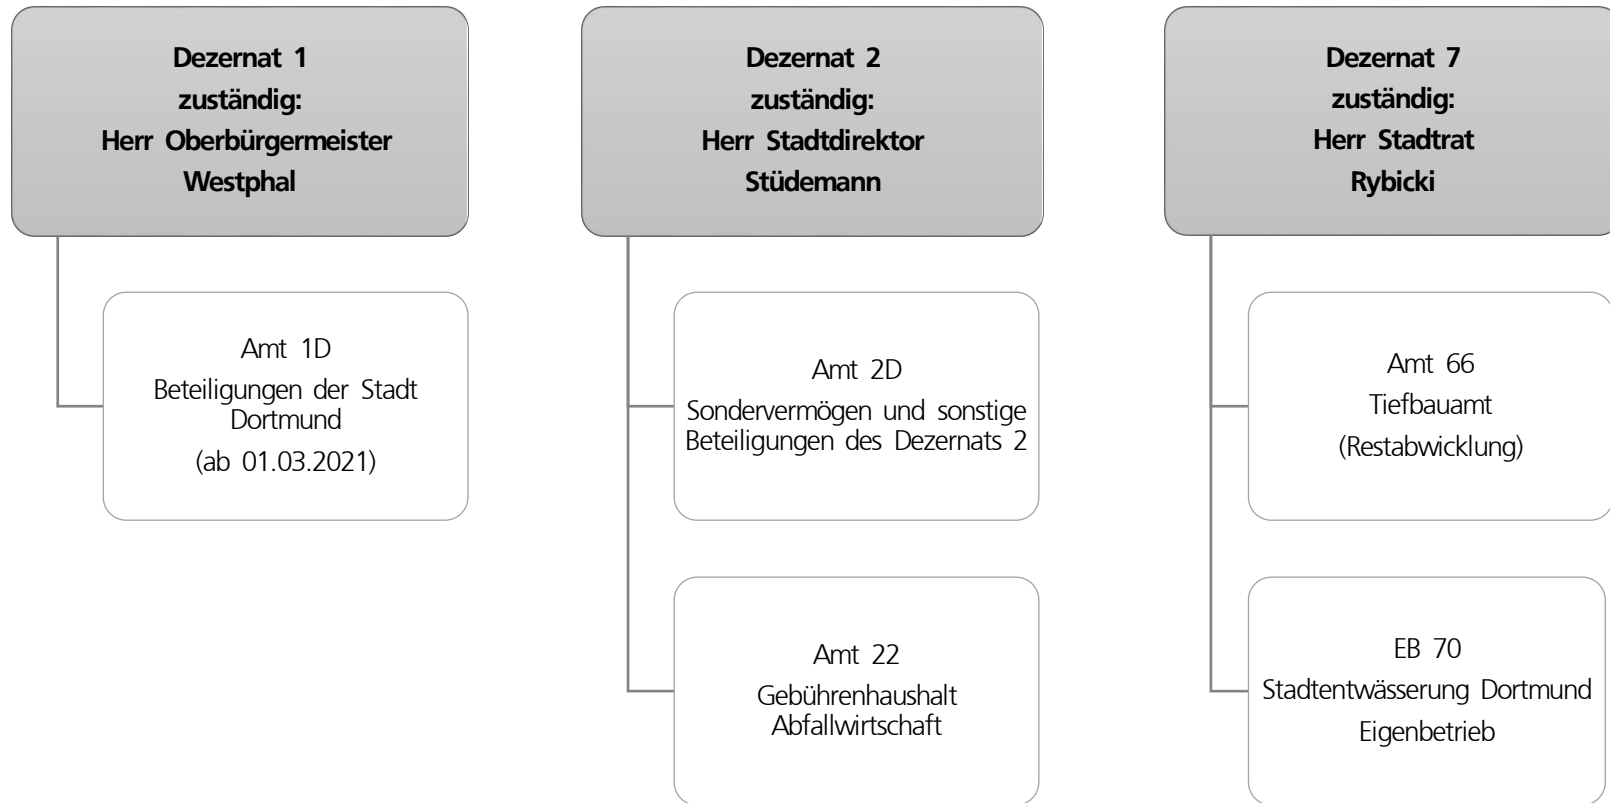 Dezernat 1
zuständig:
Herr Oberbürgermeister
Westphal
Amt 1D
Beteiligungen der Stadt
Dortmund
(ab 01.03.2021)
Dezernat 2
zuständig:
Herr Stadtdirektor
Stüdemann
Amt 2D
Sondervermögen und sonstige
Beteiligungen des Dezernats 2
Amt 22
Gebührenhaushalt
Abfallwirtschaft
Dezernat 7
zuständig:
Herr Stadtrat
Rybicki
Amt 66
Tiefbauamt
(Restabwicklung)
EB 70
Stadtentwässerung Dortmund
Eigenbetrieb